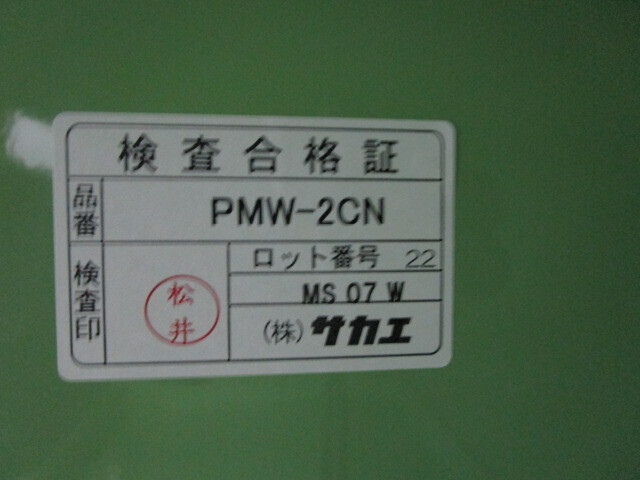 検査合格証
品番 PMW-2CN
検査印 松井
ロット番号 22
MS 07 W
(株)サカエ